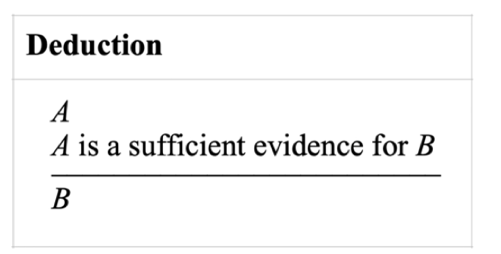 Deduction
A
A is a sufficient evidence for B
B